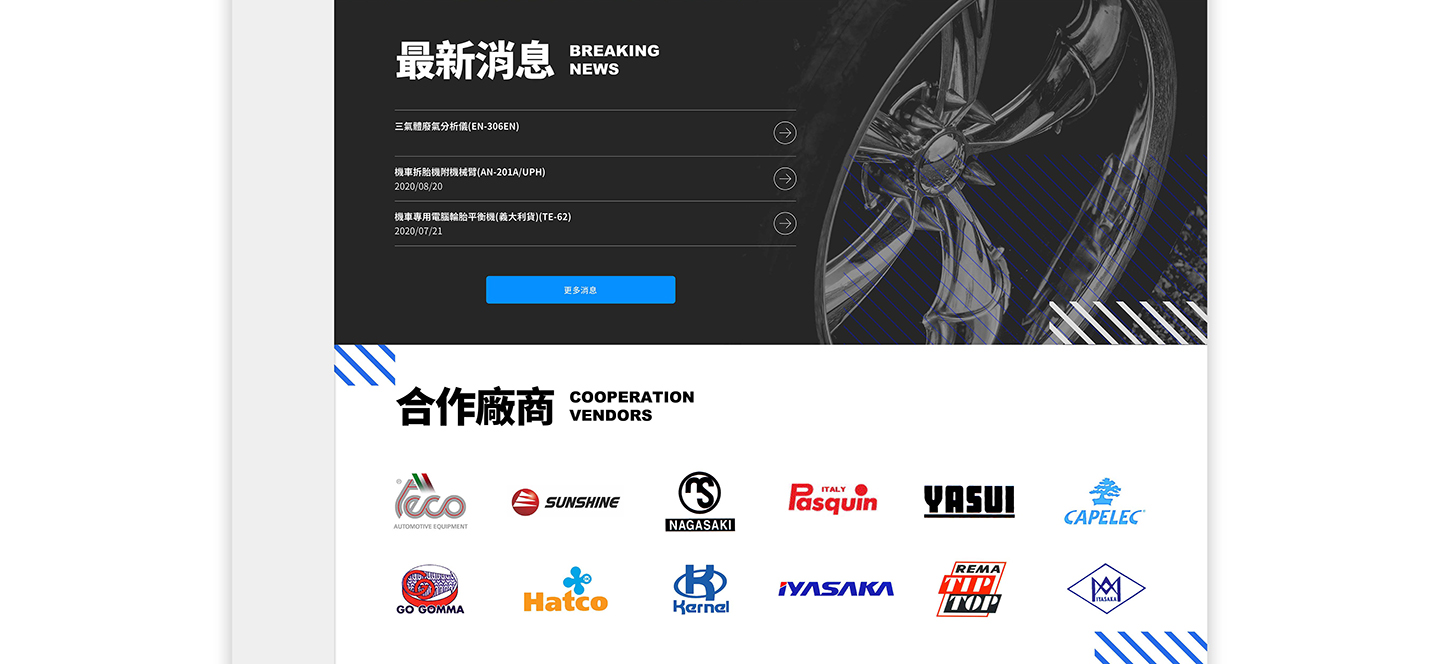 最新消息
BREAKING
NEWS
三氣體廢氣分析儀(EN-306EN)
機車拆胎機附機械臂(AN-201A/UPH)
2020/08/20
機車專用電腦輪胎平衡機(義大利貨)(TE-62)
2020/07/21
更多消息
合作廠商
COOPERATION
VENDORS
® Teco
AUTOMOTIVE EQUIPMENT
SUNSHINE
NAGASAKI
ITALY
Pasquin
YASUI
CAPELEC®
GO GOMMA
Hatco
Kernel
IYASAKA
REMA
TIP
TOP
IYASAKA